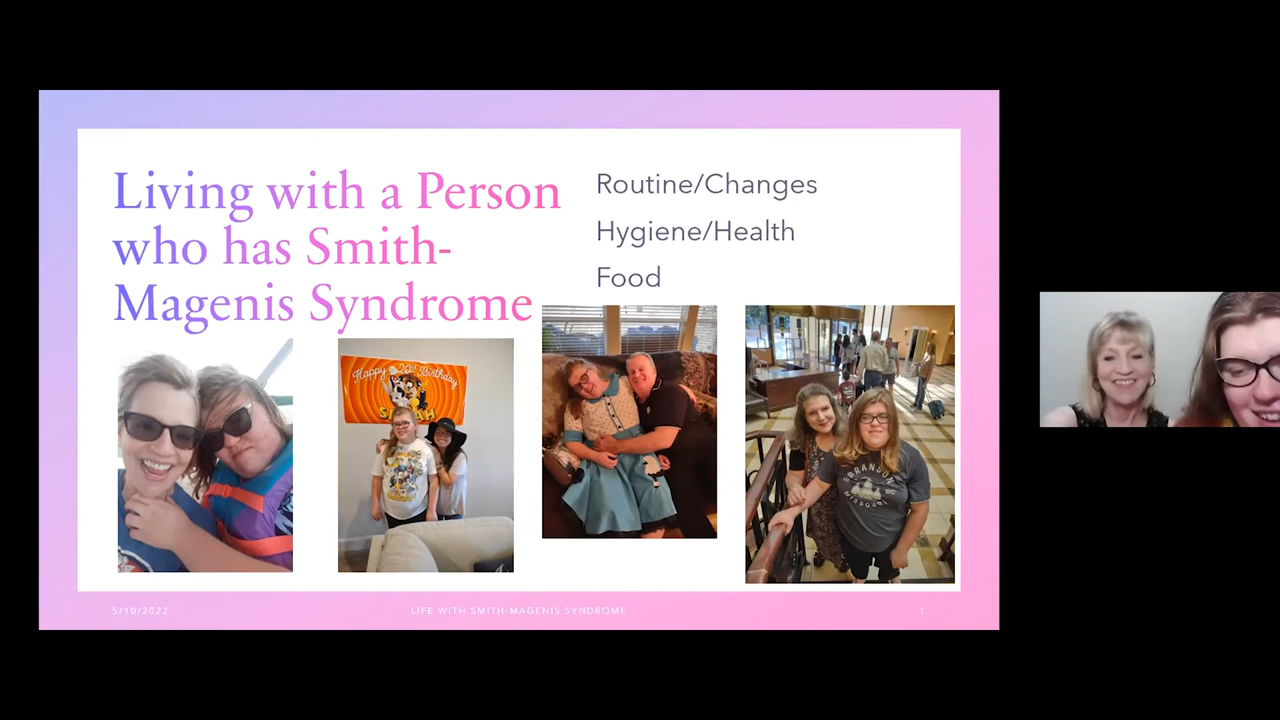 Living with a Person
who has Smith-
Magenis Syndrome
Routine/Changes
Hygiene/Health
Food
Happy 20th Birthday
BRANSON
MISSOURI
5/10/2022
LIFE WITH SMITH-MAGENIS SYNDROME
1